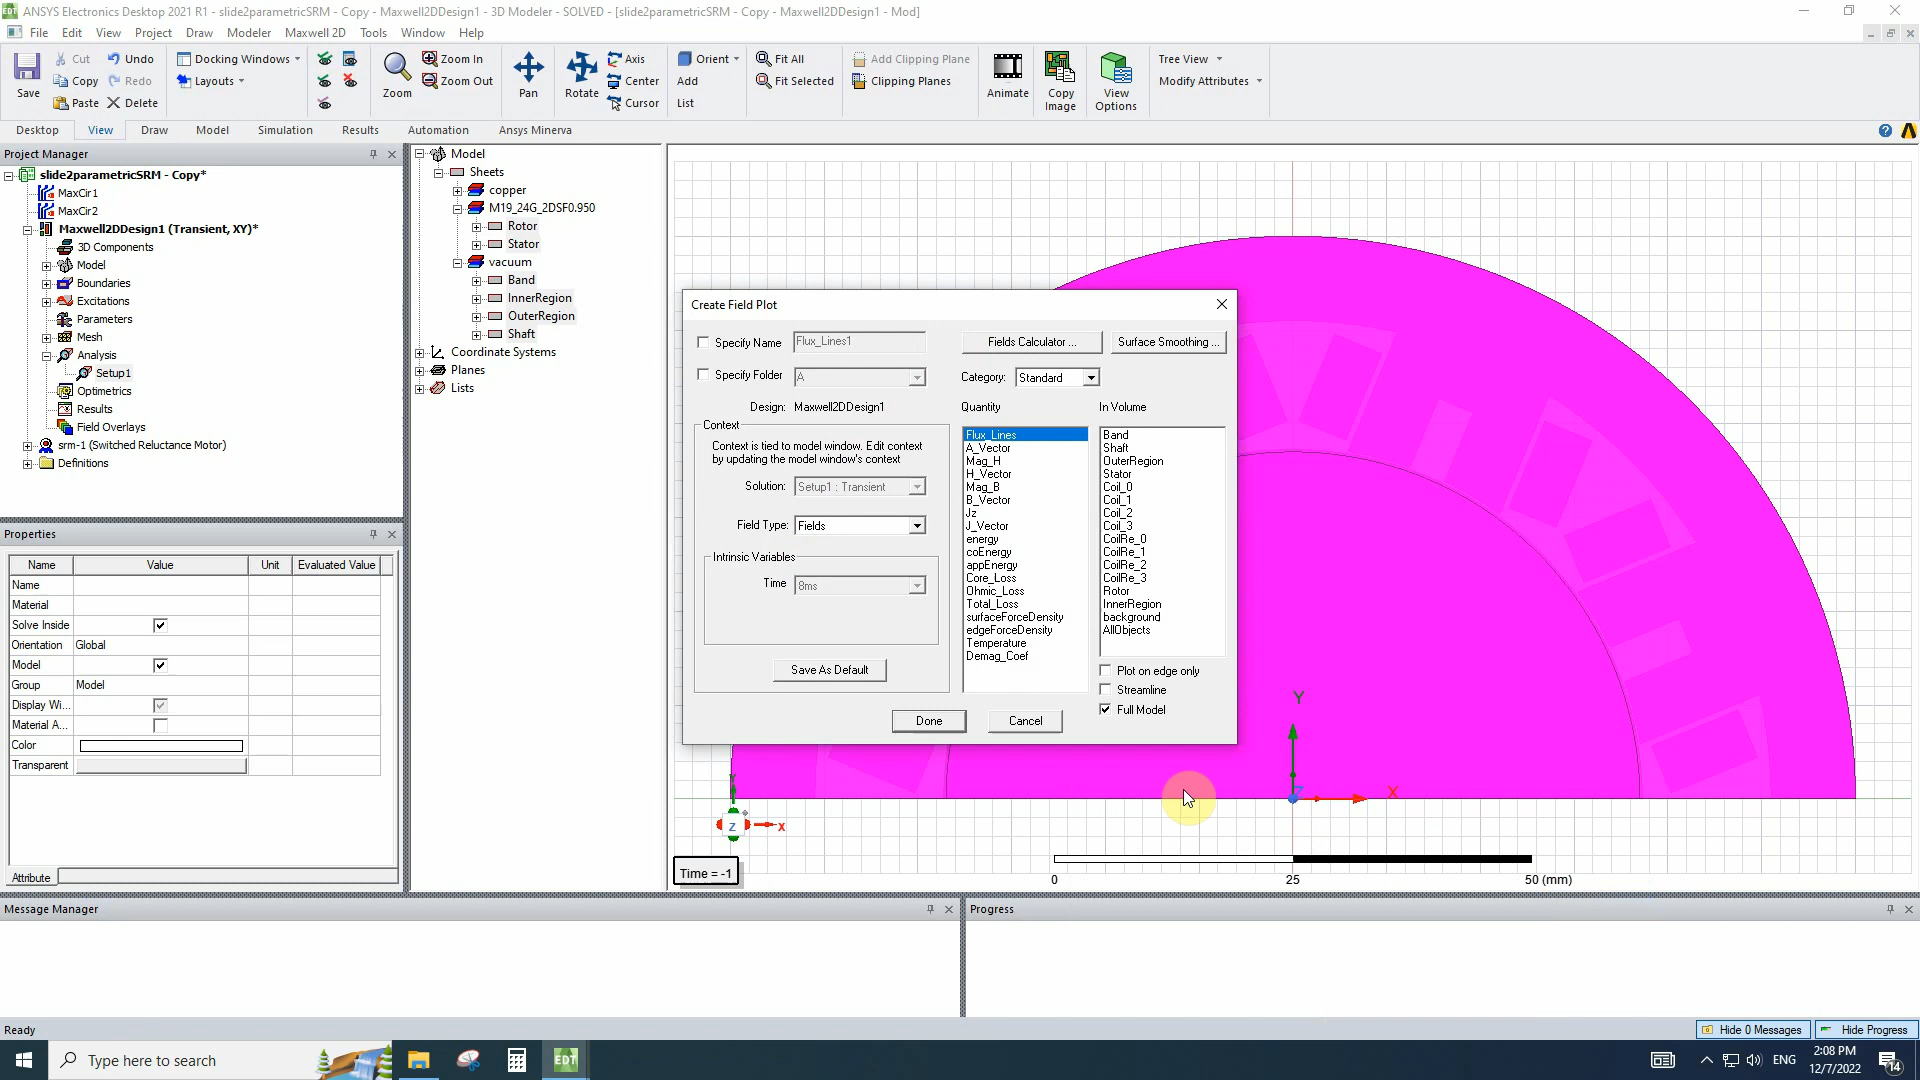 ANSYS Electronics Desktop 2021 R1 - slide2parametricSRM - Copy - Maxwell2DDesign1 - 3D Modeler - SOLVED - [slide2parametricSRM - Copy - Maxwell2DDesign1 - Mod]
File Edit View Project Draw Modeler Maxwell 2D Tools Window Help
Save Cut Undo Docking Windows Zoom Zoom In Pan Rotate Axis Orient Fit All Add Clipping Plane Animate Copy Image View Options Tree View
Copy Redo Layouts Zoom Out Center Add Fit Selected Clipping Planes Modify Attributes
Paste Delete Cursor List
Desktop View Draw Model Simulation Results Automation Ansys Minerva
Project Manager
slide2parametricSRM - Copy*
MaxCir1
MaxCir2
Maxwell2DDesign1 (Transient, XY)*
3D Components
Model
Boundaries
Excitations
Parameters
Mesh
Analysis
Setup1
Optimetrics
Results
Field Overlays
srm-1 (Switched Reluctance Motor)
Definitions
Model
Sheets
copper
M19_24G_2DSF0.950
Rotor
Stator
vacuum
Band
InnerRegion
OuterRegion
Shaft
Coordinate Systems
Planes
Lists
Properties
Name Value Unit Evaluated Value
Name
Material
Solve Inside
Orientation Global
Model
Group Model
Display Wi...
Material A...
Color
Transparent
Attribute
Create Field Plot
Specify Name Flux_Lines1 Fields Calculator ... Surface Smoothing ...
Specify Folder A Category: Standard
Design: Maxwell2DDesign1 Quantity In Volume
Context
Context is tied to model window. Edit context
by updating the model window's context
Solution: Setup1 : Transient
Field Type: Fields
Intrinsic Variables
Time 8ms
Save As Default
Flux_Lines
A_Vector
Mag_H
H_Vector
Mag_B
B_Vector
Jz
J_Vector
energy
coEnergy
appEnergy
Core_Loss
Ohmic_Loss
Total_Loss
surfaceForceDensity
edgeForceDensity
Temperature
Demag_Coef
Band
Shaft
OuterRegion
Stator
Coil_0
Coil_1
Coil_2
Coil_3
CoilRe_0
CoilRe_1
CoilRe_2
CoilRe_3
Rotor
InnerRegion
background
AllObjects
Plot on edge only
Streamline
Full Model
Done Cancel
Y
Z X
Y
Z X
Time = -1
0 25 50 (mm)
Message Manager Progress
Ready Hide 0 Messages Hide Progress
Type here to search EDT ENG 2:08 PM
12/7/2022 14